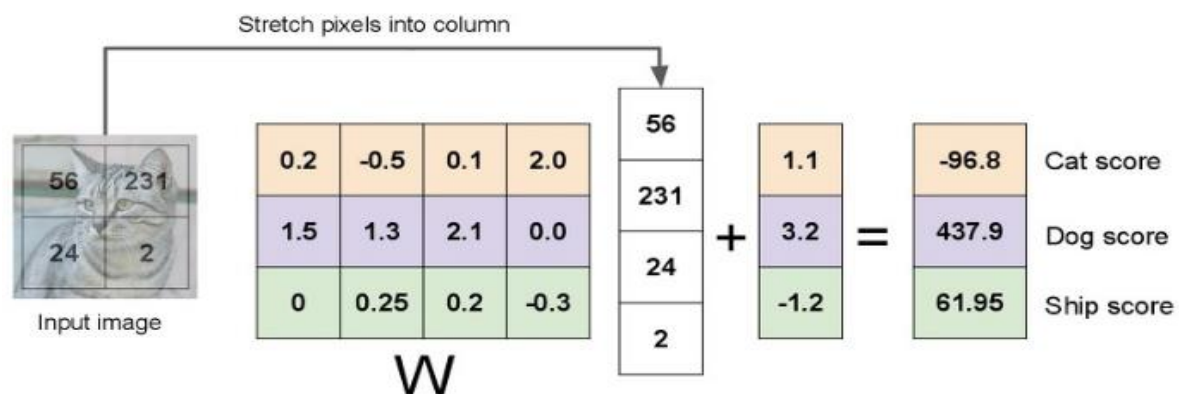 Stretch pixels into column
56 231
24 2
Input image
0.2 -0.5 0.1 2.0
1.5 1.3 2.1 0.0
0 0.25 0.2 -0.3
W
56
231
24
2
+
1.1
3.2
-1.2
=
-96.8 Cat score
437.9 Dog score
61.95 Ship score